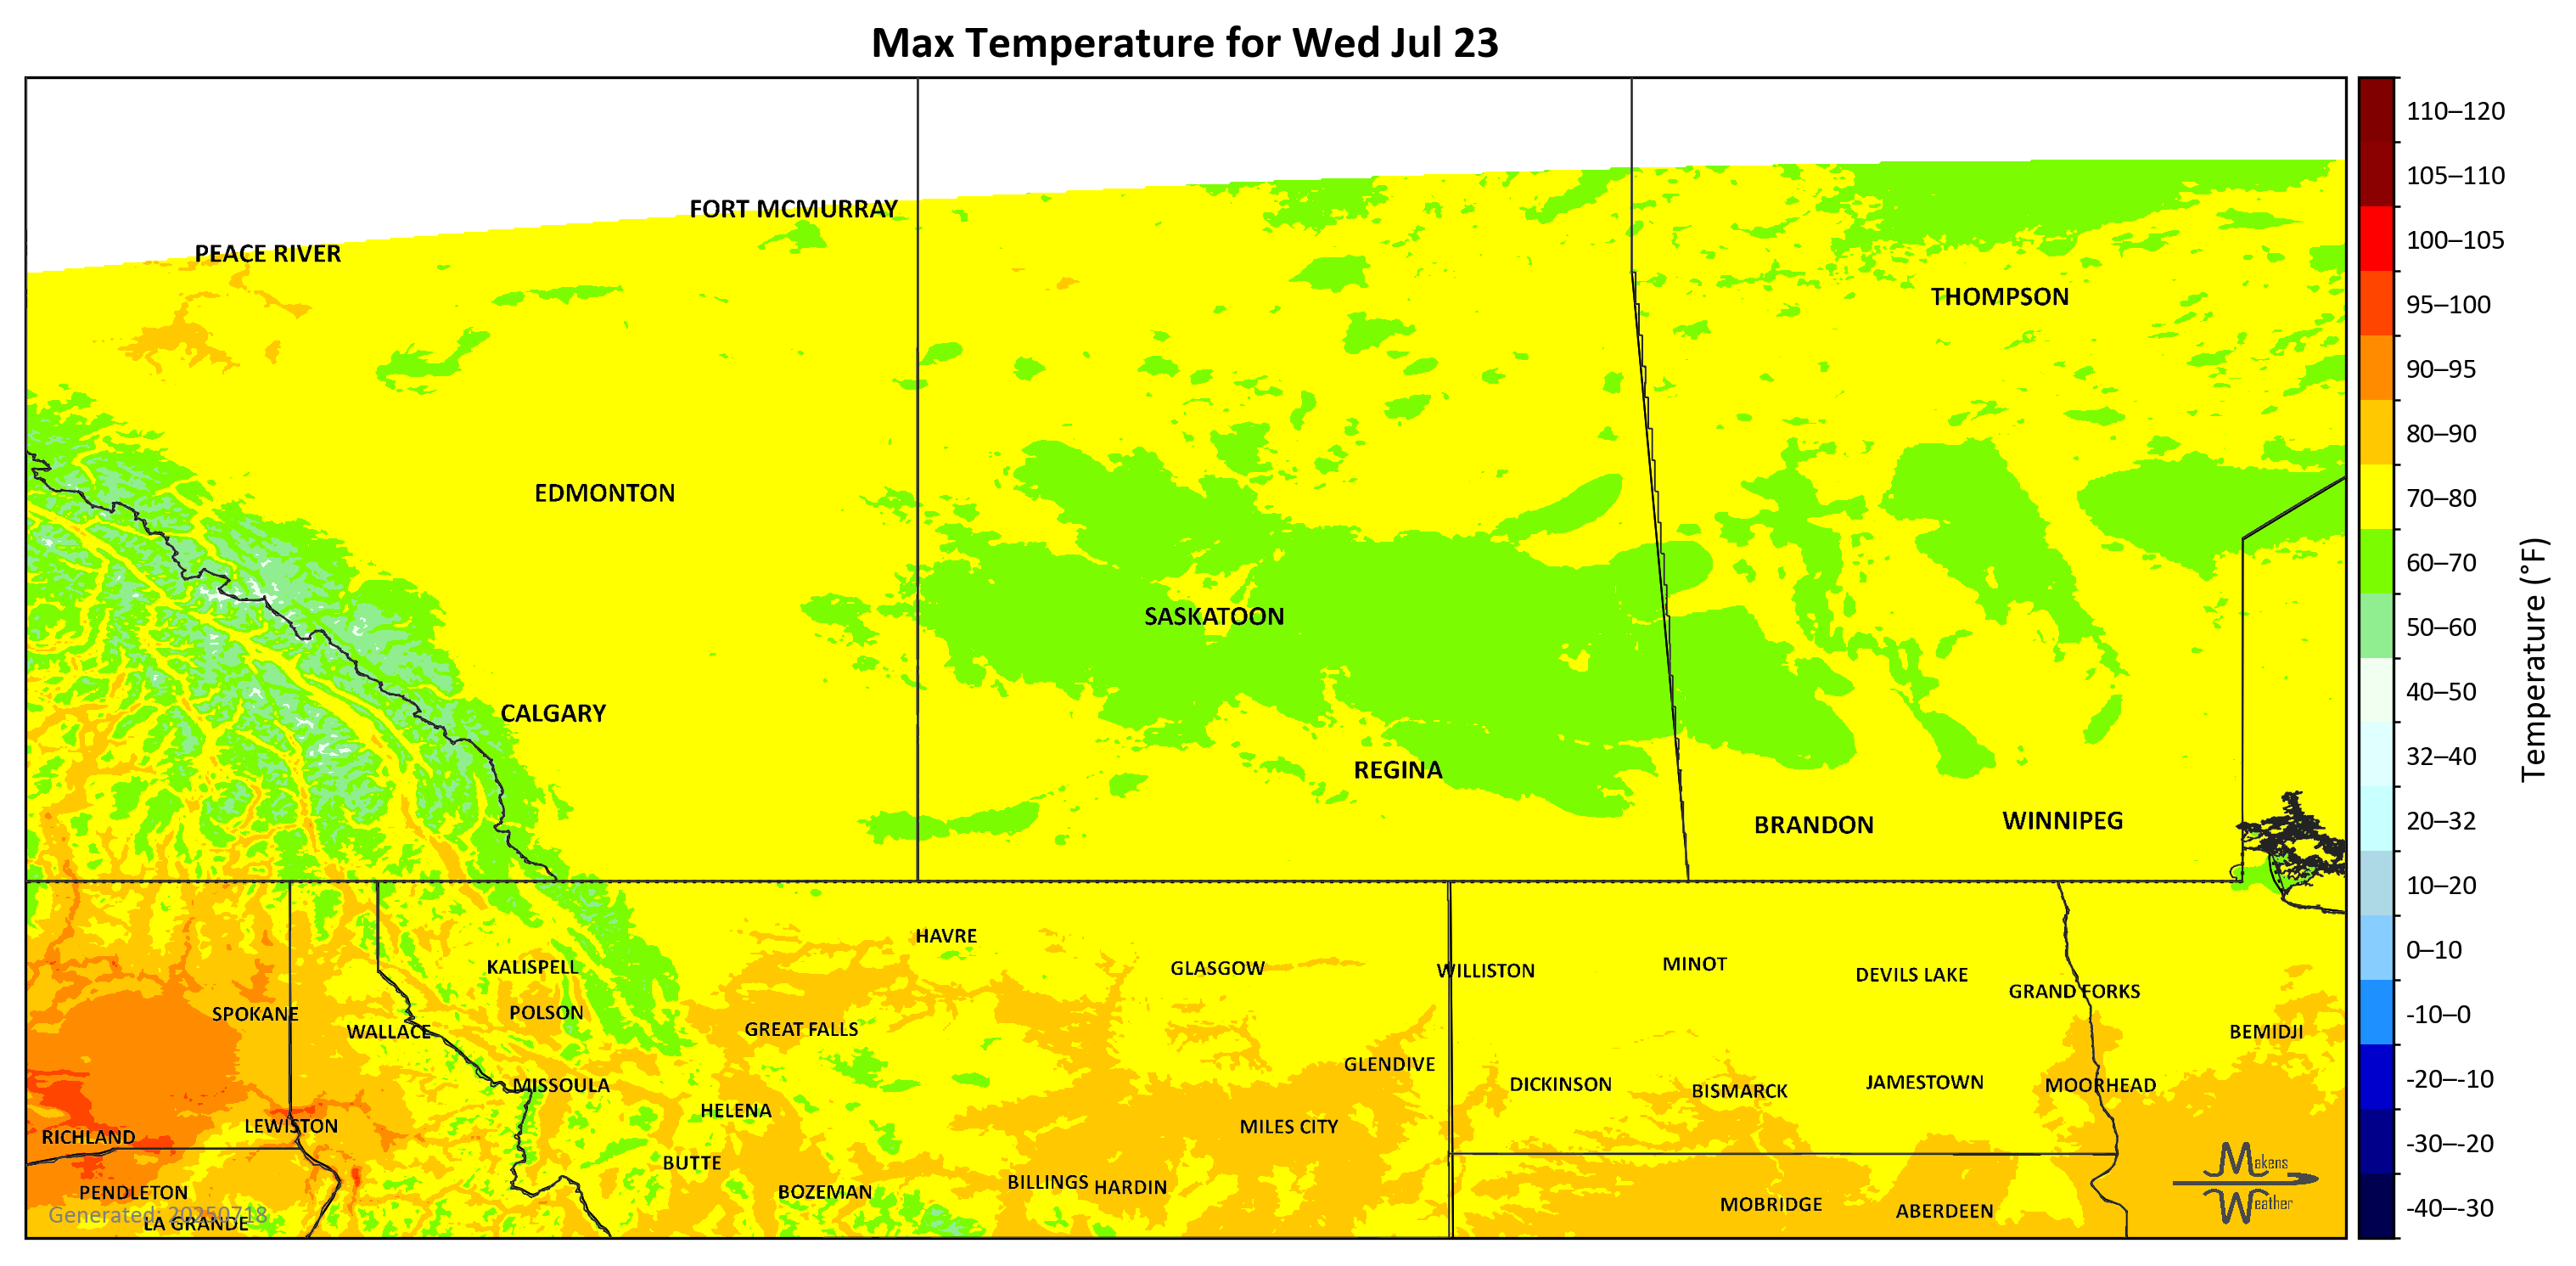 Max Temperature for Wed Jul 23
FORT MCMURRAY
PEACE RIVER
THOMPSON
EDMONTON
SASKATOON
CALGARY
REGINA
BRANDON
WINNIPEG
HAVRE
KALISPELL
GLASGOW
WILLISTON
MINOT
DEVILS LAKE
GRAND FORKS
SPOKANE
POLSON
WALLACE
GREAT FALLS
BEMIDJI
GLENDIVE
MISSOULA
DICKINSON
BISMARCK
JAMESTOWN
MOORHEAD
HELENA
RICHLAND
LEWISTON
MILES CITY
BUTTE
PENDLETON
BOZEMAN
BILLINGS
HARDIN
MOBRIDGE
ABERDEEN
Generated: 20250718
LA GRANDE
Makens
Weather
110–120
105–110
100–105
95–100
90–95
80–90
70–80
60–70
50–60
40–50
32–40
20–32
10–20
0–10
-10–0
-20–-10
-30–-20
-40–-30
Temperature (°F)